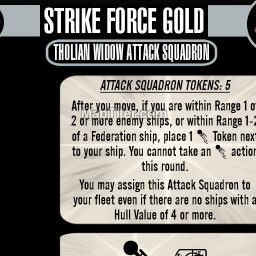 STRIKE FORCE GOLD
THOLIAN WIDOW ATTACK SQUADRON
ATTACK SQUADRON TOKENS: 5
After you move, if you are within Range 1 of
2 or more enemy ships, or within Range 1-2
of a Federation ship, place 1 Token next
to your ship. You cannot take an action
this round.
You may assign this Attack Squadron to
your fleet even if there are no ships with a
Hull Value of 4 or more.